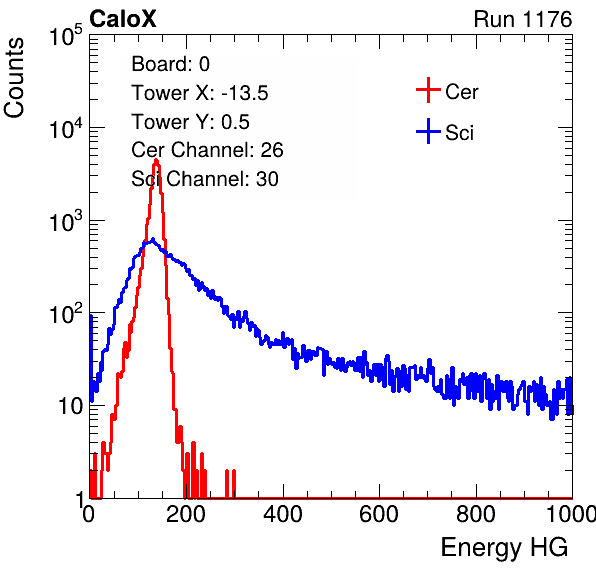 CaloX Run 1176
Counts
10^5
10^4
10^3
10^2
10
1
Board: 0
Tower X: -13.5
Tower Y: 0.5
Cer Channel: 26
Sci Channel: 30
Cer
Sci
0 200 400 600 800 1000
Energy HG